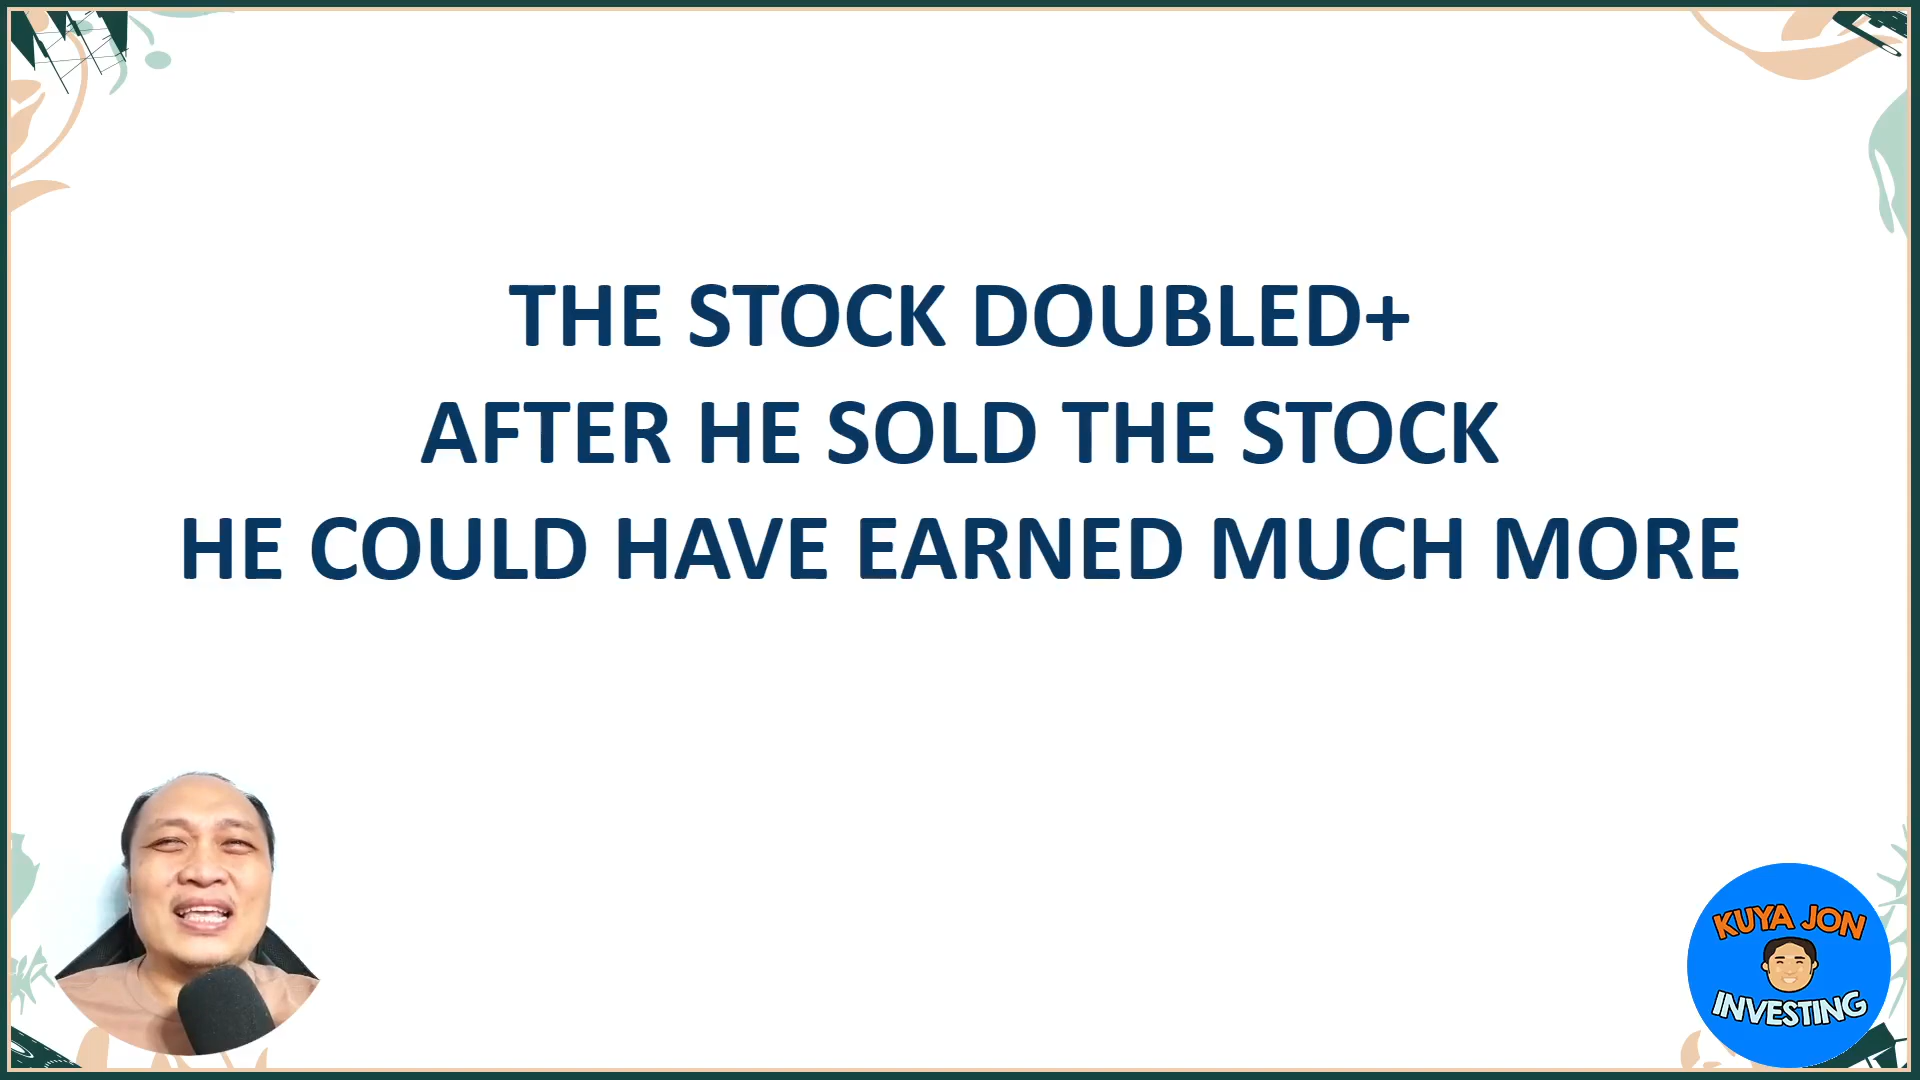 THE STOCK DOUBLED+
AFTER HE SOLD THE STOCK
HE COULD HAVE EARNED MUCH MORE
KUYA JON
INVESTING